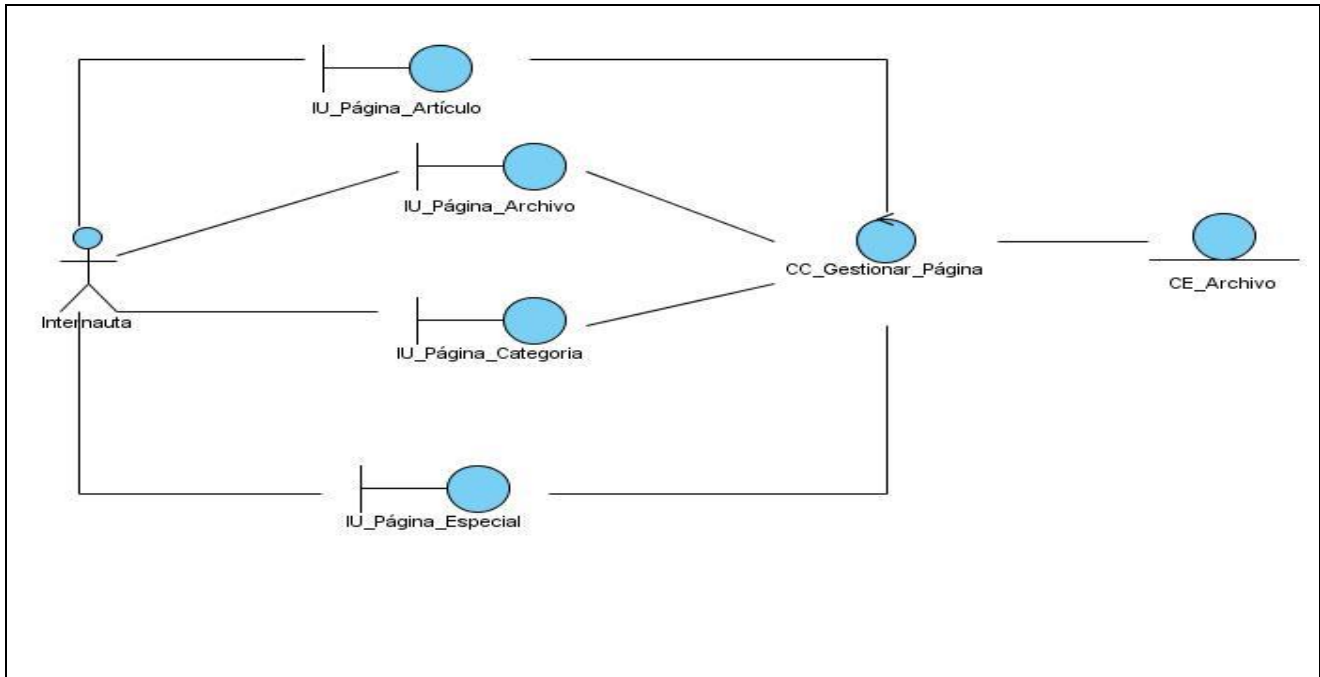 IU_Página_Artículo
IU_Página_Archivo
CC_Gestionar_Página
CE_Archivo
Internauta
IU_Página_Categoria
IU_Página_Especial